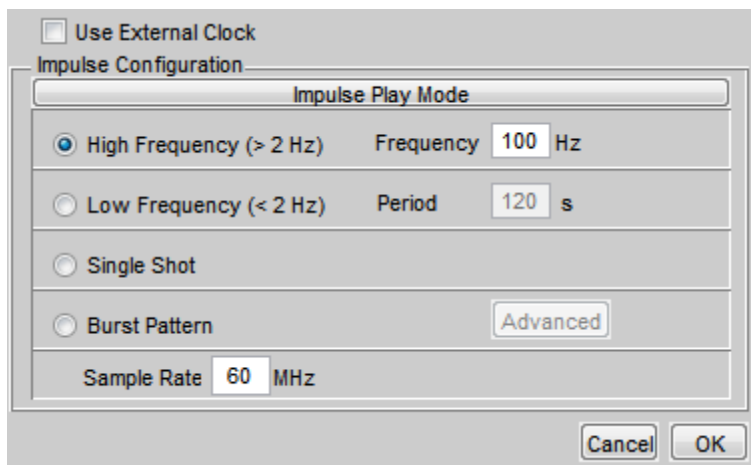 Use External Clock
Impulse Configuration
Impulse Play Mode
High Frequency (> 2 Hz) Frequency 100 Hz
Low Frequency (< 2 Hz) Period 120 s
Single Shot
Burst Pattern Advanced
Sample Rate 60 MHz
Cancel OK